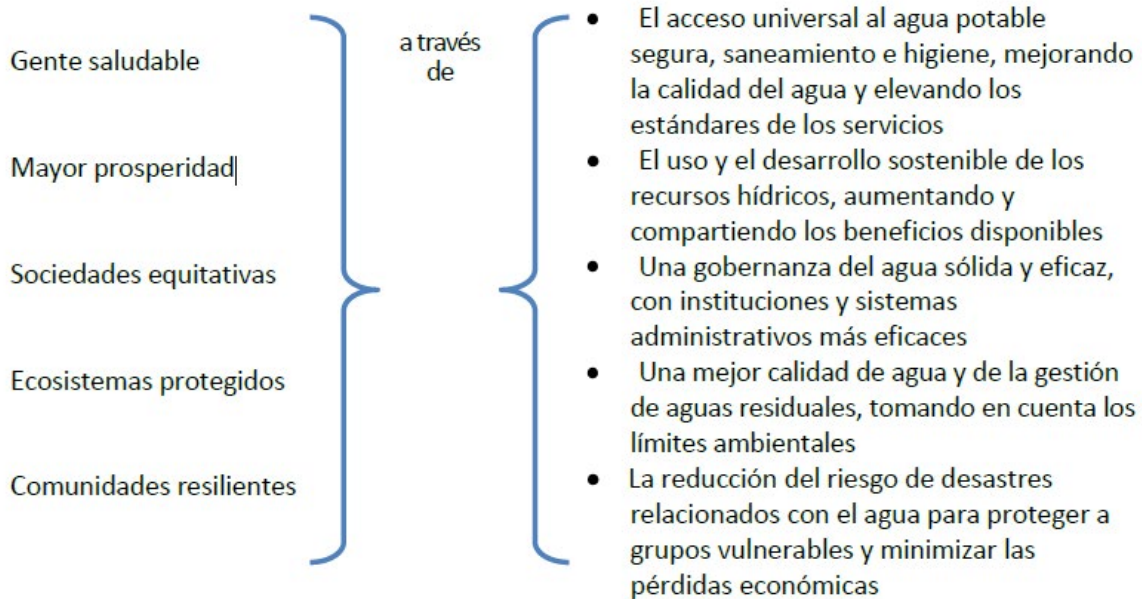 Gente saludable
Mayor prosperidad
Sociedades equitativas
Ecosistemas protegidos
Comunidades resilientes
a través
de
• El acceso universal al agua potable
segura, saneamiento e higiene, mejorando
la calidad del agua y elevando los
estándares de los servicios
• El uso y el desarrollo sostenible de los
recursos hídricos, aumentando y
compartiendo los beneficios disponibles
• Una gobernanza del agua sólida y eficaz,
con instituciones y sistemas
administrativos más eficaces
• Una mejor calidad de agua y de la gestión
de aguas residuales, tomando en cuenta los
límites ambientales
• La reducción del riesgo de desastres
relacionados con el agua para proteger a
grupos vulnerables y minimizar las
pérdidas económicas